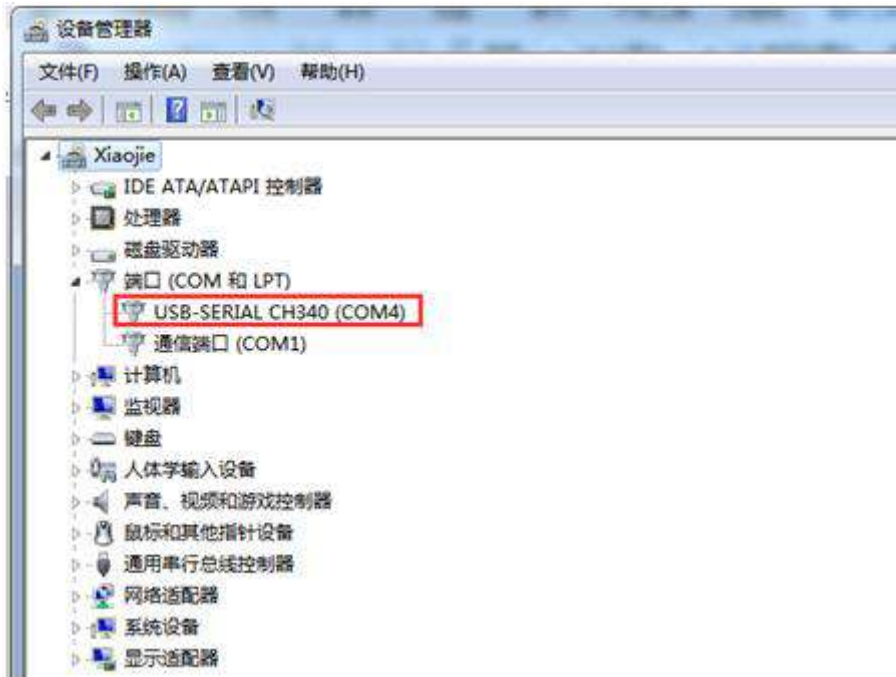 设备管理器
文件(F) 操作(A) 查看(V) 帮助(H)
Xiaojie
IDE ATA/ATAPI 控制器
处理器
磁盘驱动器
端口 (COM 和 LPT)
USB-SERIAL CH340 (COM4)
通信端口 (COM1)
计算机
监视器
键盘
人体学输入设备
声音、视频和游戏控制器
鼠标和其他指针设备
通用串行总线控制器
网络适配器
系统设备
显示适配器